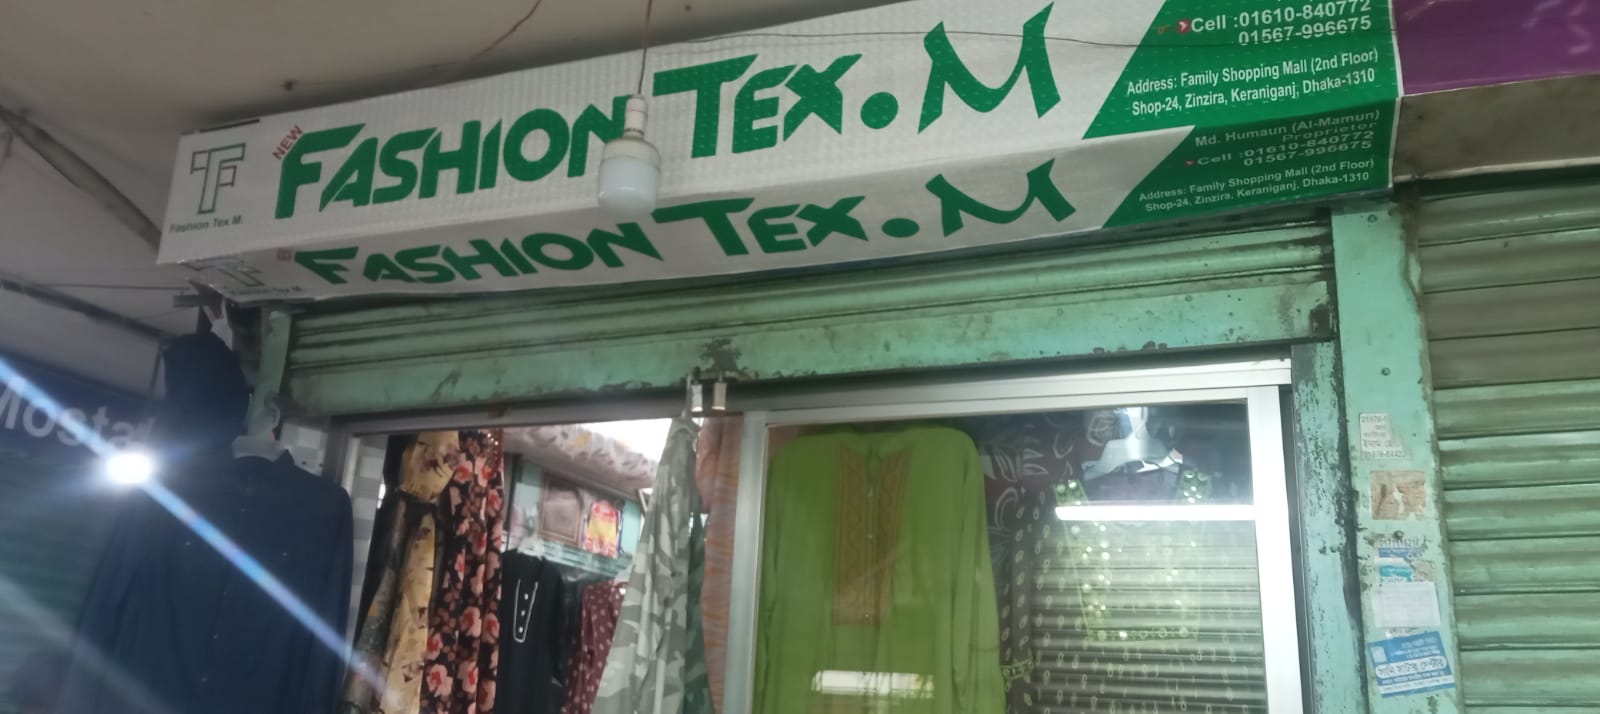 NEW
FASHION TEX.M
TF
Fashion Tex M.
Cell :01610-840772
01567-996675
Address: Family Shopping Mall (2nd Floor)
Shop-24, Zinzira, Keraniganj, Dhaka-1310
FASHION TEX.M
Md. Humaun (Al-Mamun)
Proprietor
Cell :01610-840772
01567-996675
Address: Family Shopping Mall (2nd Floor)
Shop-24, Zinzira, Keraniganj, Dhaka-1310